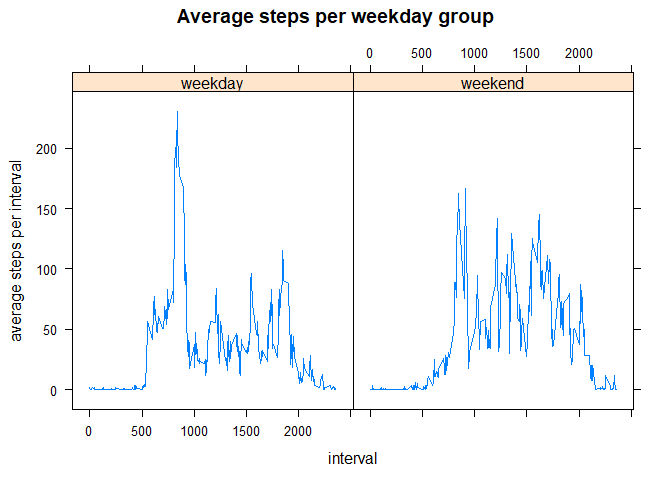 Average steps per weekday group
0 500 1000 1500 2000
weekday weekend
200
150
100
50
0
average steps per interval
0 500 1000 1500 2000
interval